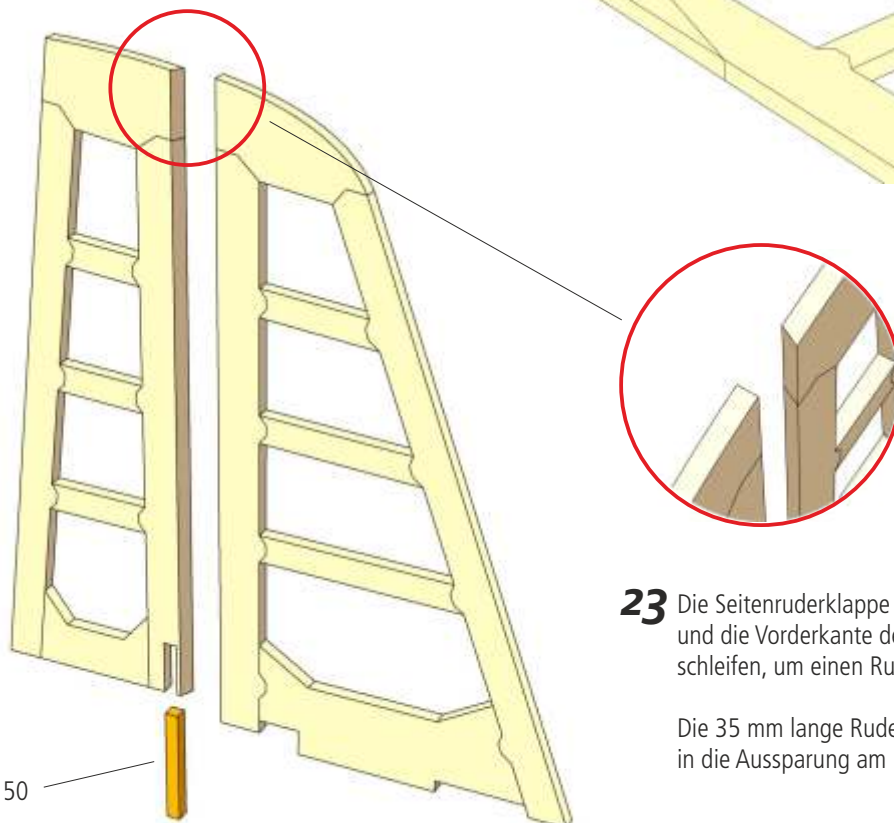 23 Die Seitenruderklappe
und die Vorderkante de
schleifen, um einen Ru
Die 35 mm lange Rude
in die Aussparung am
50